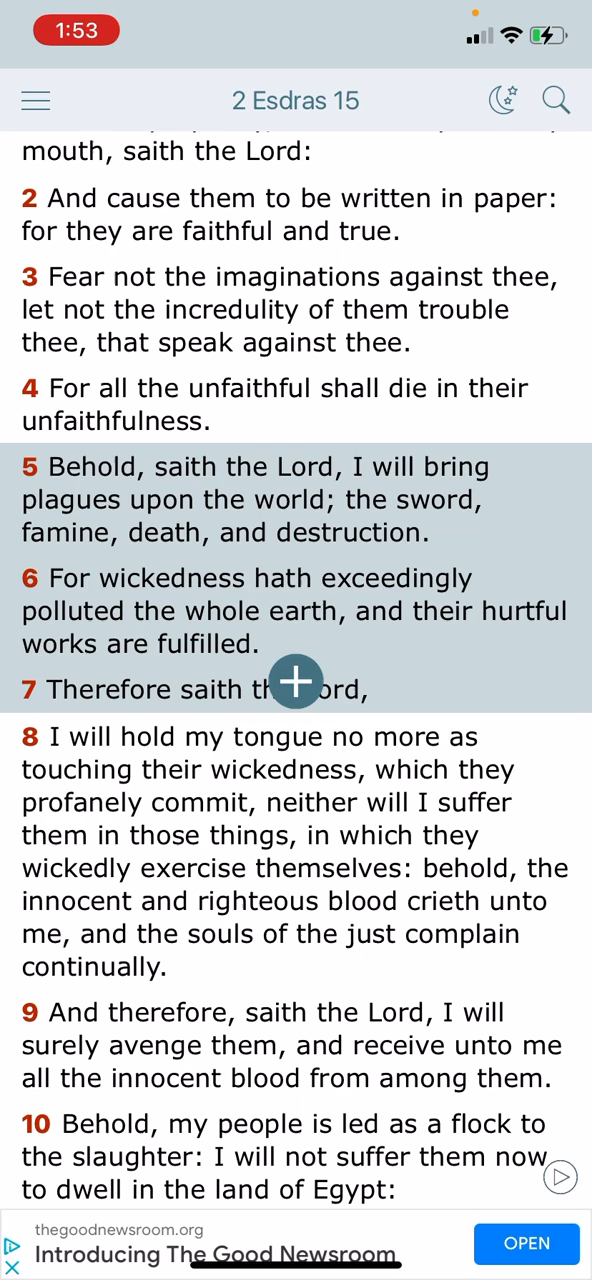 1:53
2 Esdras 15
mouth, saith the Lord:
2 And cause them to be written in paper:
for they are faithful and true.
3 Fear not the imaginations against thee,
let not the incredulity of them trouble
thee, that speak against thee.
4 For all the unfaithful shall die in their
unfaithfulness.
5 Behold, saith the Lord, I will bring
plagues upon the world; the sword,
famine, death, and destruction.
6 For wickedness hath exceedingly
polluted the whole earth, and their hurtful
works are fulfilled.
7 Therefore saith th ord,
8 I will hold my tongue no more as
touching their wickedness, which they
profanely commit, neither will I suffer
them in those things, in which they
wickedly exercise themselves: behold, the
innocent and righteous blood crieth unto
me, and the souls of the just complain
continually.
9 And therefore, saith the Lord, I will
surely avenge them, and receive unto me
all the innocent blood from among them.
10 Behold, my people is led as a flock to
the slaughter: I will not suffer them now
to dwell in the land of Egypt:
thegoodnewsroom.org
Introducing The Good Newsroom
OPEN